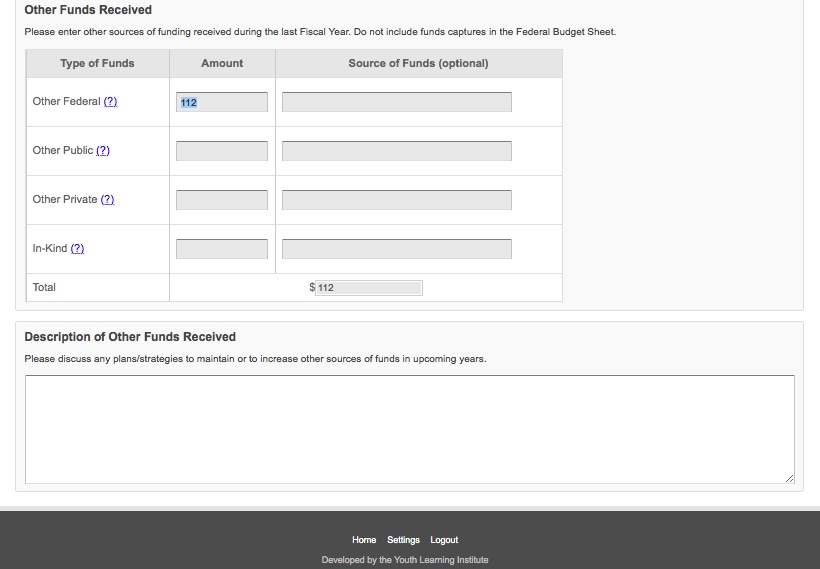 Other Funds Received
Please enter other sources of funding received during the last Fiscal Year. Do not include funds captures in the Federal Budget Sheet.
Type of Funds Amount Source of Funds (optional)
Other Federal (?) 112
Other Public (?)
Other Private (?)
In-Kind (?)
Total $ 112
Description of Other Funds Received
Please discuss any plans/strategies to maintain or to increase other sources of funds in upcoming years.
Home Settings Logout
Developed by the Youth Learning Institute